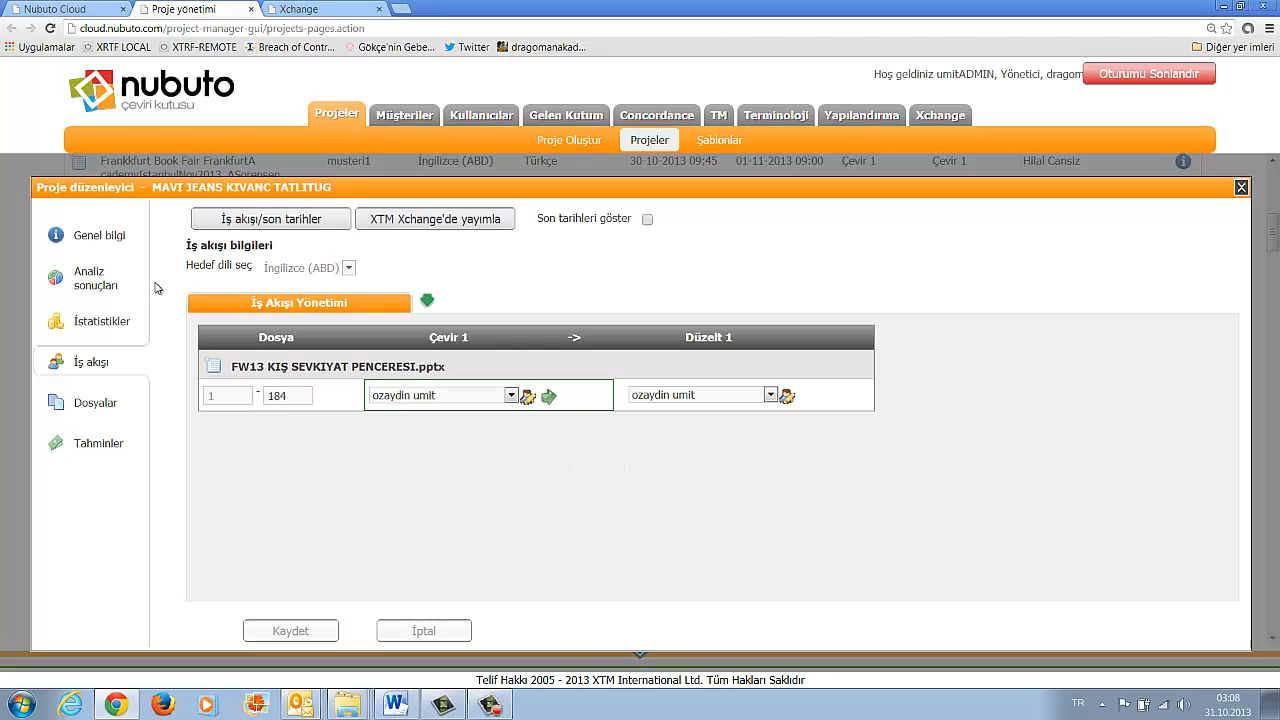 Nubuto Cloud
Proje yönetimi
Xchange
cloud.nubuto.com/project-manager-gui/projects-pages.action
Uygulamalar XRTF LOCAL XTRF-REMOTE Breach of Contr... Gökçe'nin Gebe... Twitter dragomanakad... Diğer yer imleri
nubuto
çeviri kutusu
Hoş geldiniz umitADMIN, Yönetici, dragom
Oturumu Sonlandır
Projeler Müşteriler Kullanıcılar Gelen Kutum Concordance TM Terminoloji Yapılandırma Xchange
Proje Oluştur Projeler Şablonlar
Frankkfurt Book Fair FrankfurtA musteri1 İngilizce (ABD) Türkçe 30-10-2013 09:45 01-11-2013 09:00 Çevir 1 Çevir 1 Hilal Cansiz
cademyIstanbulNov2013_ASorensen
Proje düzenleyici - MAVI JEANS KIVANC TATLITUG
Genel bilgi
Analiz
sonuçları
İstatistikler
İş akışı
Dosyalar
Tahminler
İş akışı/son tarihler XTM Xchange'de yayımla Son tarihleri göster
İş akışı bilgileri
Hedef dili seç İngilizce (ABD)
İş Akışı Yönetimi
Dosya Çevir 1 -> Düzelt 1
FW13 KIŞ SEVKIYAT PENCERESI.pptx
1 - 184 ozaydin umit ozaydin umit
Kaydet İptal
Telif Hakkı 2005 - 2013 XTM International Ltd. Tüm Hakları Saklıdır
TR
03:08
31.10.2013